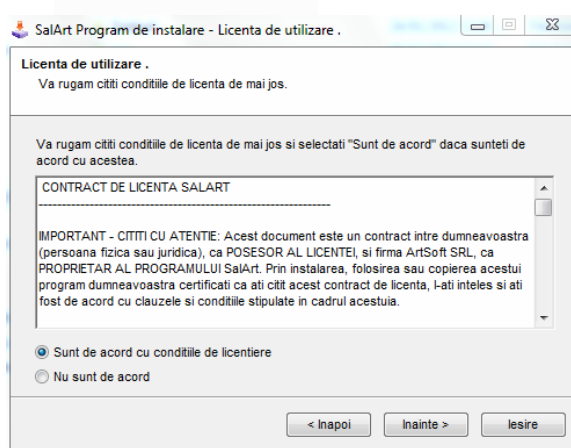 SalArt Program de instalare - Licenta de utilizare .
Licenta de utilizare .
Va rugam cititi conditiile de licenta de mai jos.
Va rugam cititi conditiile de licenta de mai jos si selectati "Sunt de acord" daca sunteti de
acord cu acestea.
CONTRACT DE LICENTA SALART
----------------------------------------------------------------
IMPORTANT - CITITI CU ATENTIE: Acest document este un contract intre dumneavoastra
(persoana fizica sau juridica), ca POSESOR AL LICENTEI, si firma ArtSoft SRL, ca
PROPRIETAR AL PROGRAMULUI SalArt. Prin instalarea, folosirea sau copierea acestui
program dumneavoastra certificati ca ati citit acest contract de licenta, l-ati inteles si ati
fost de acord cu clauzele si conditiile stipulate in cadrul acestuia.
Sunt de acord cu conditiile de licentiere
Nu sunt de acord
< Inapoi
Inainte >
Iesire